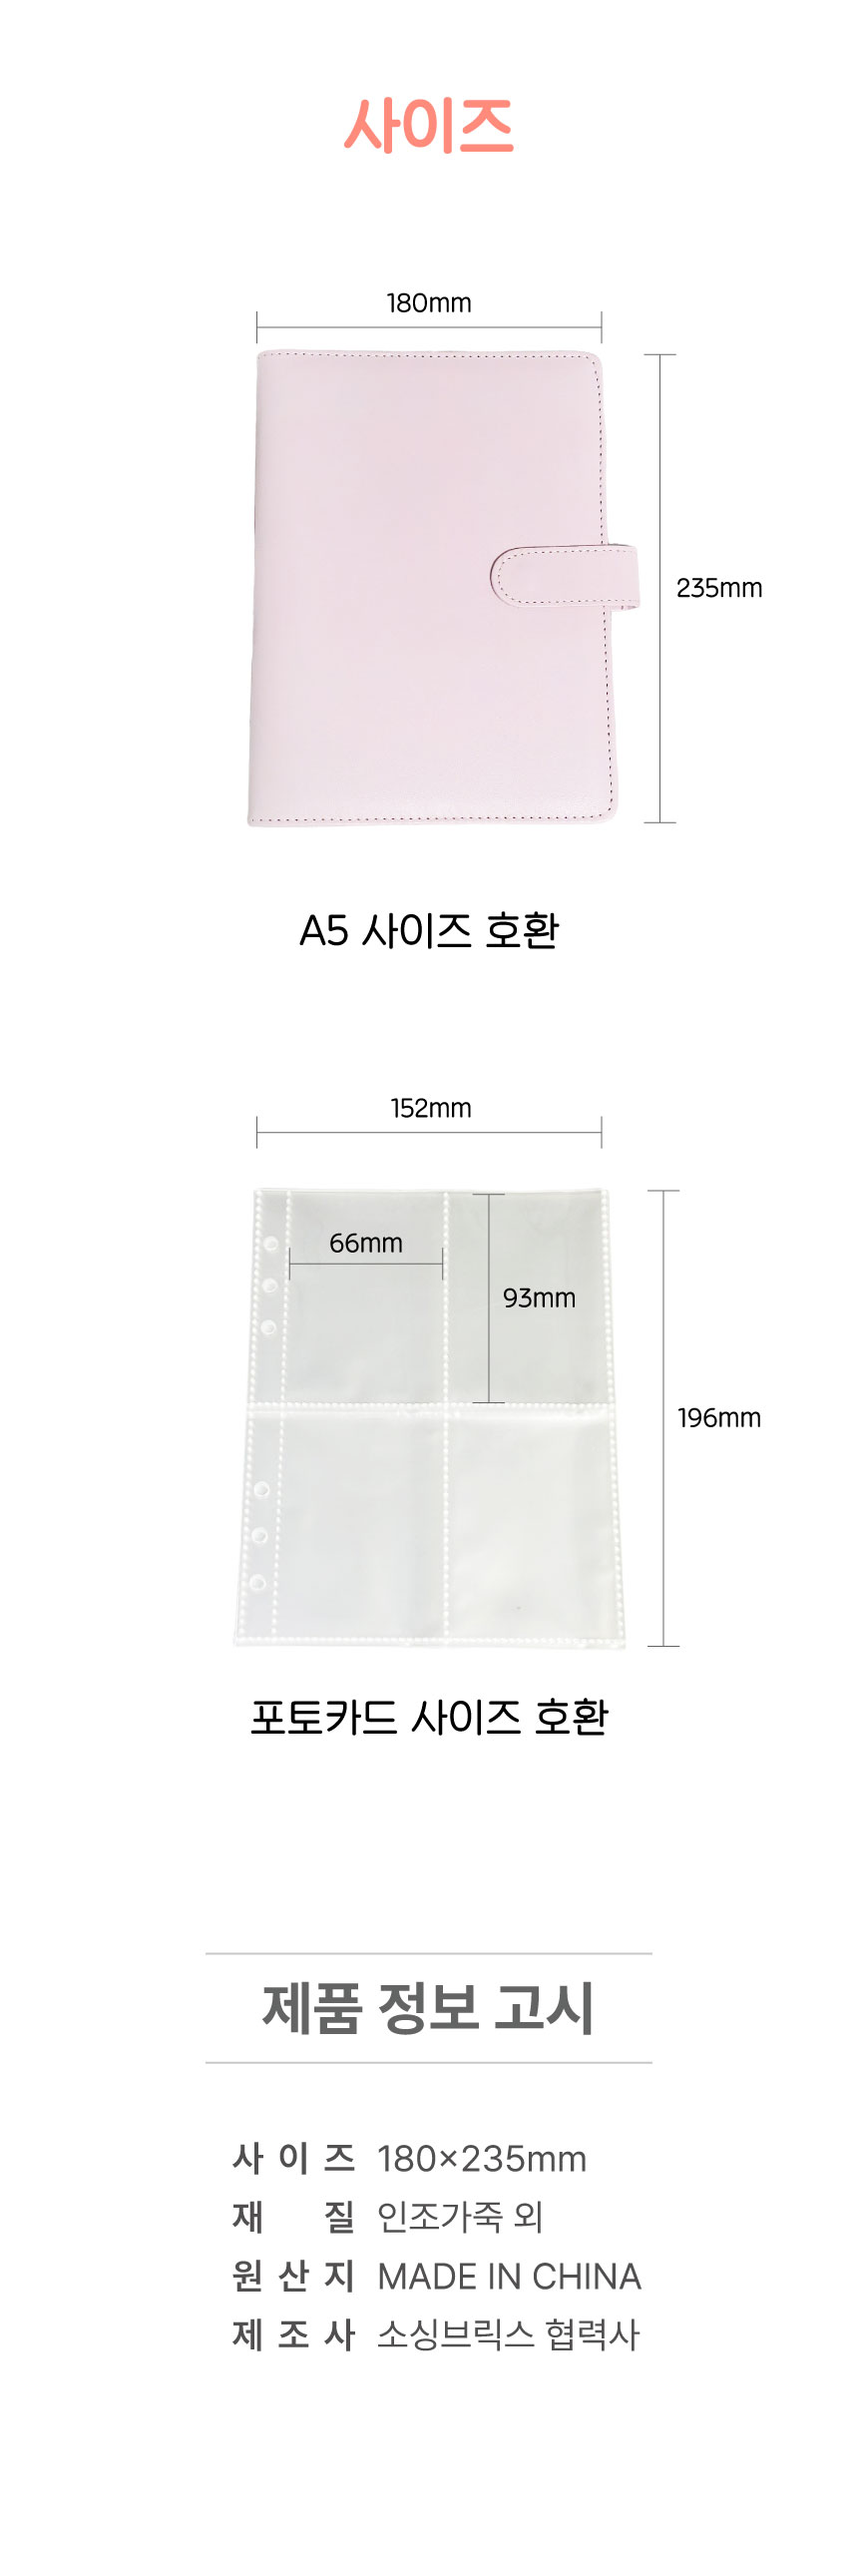 사이즈
180mm
235mm
A5 사이즈 호환
152mm
66mm
93mm
196mm
포토카드 사이즈 호환
제품 정보 고시
사이즈 180×235mm
재질 인조가죽 외
원산지 MADE IN CHINA
제조사 소싱브릭스 협력사